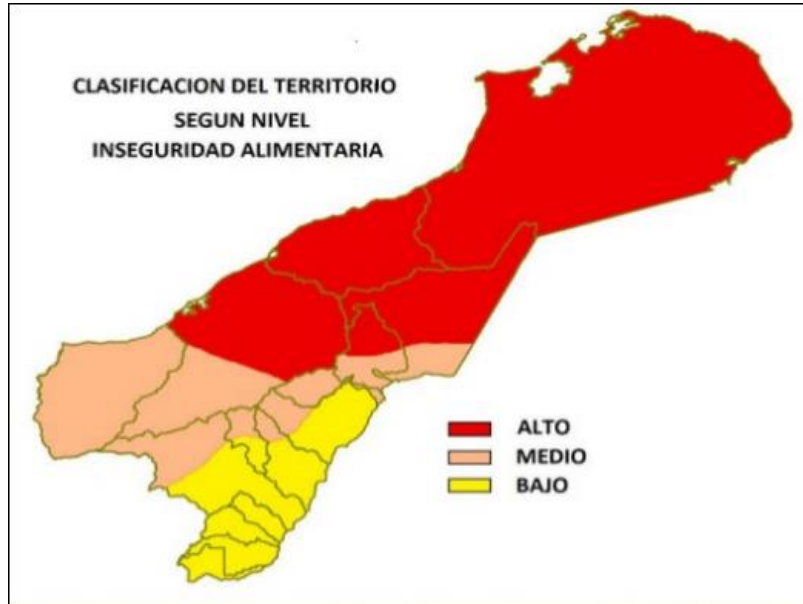 CLASIFICACION DEL TERRITORIO
SEGUN NIVEL
INSEGURIDAD ALIMENTARIA
ALTO
MEDIO
BAJO